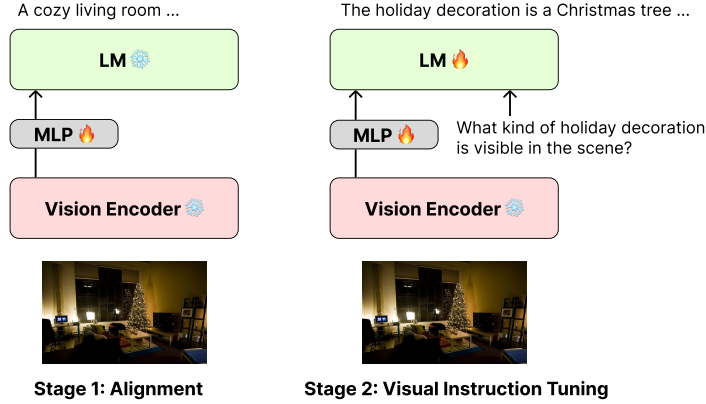 A cozy living room ...
LM
MLP
Vision Encoder
Stage 1: Alignment
The holiday decoration is a Christmas tree ...
LM
MLP
What kind of holiday decoration
is visible in the scene?
Vision Encoder
Stage 2: Visual Instruction Tuning